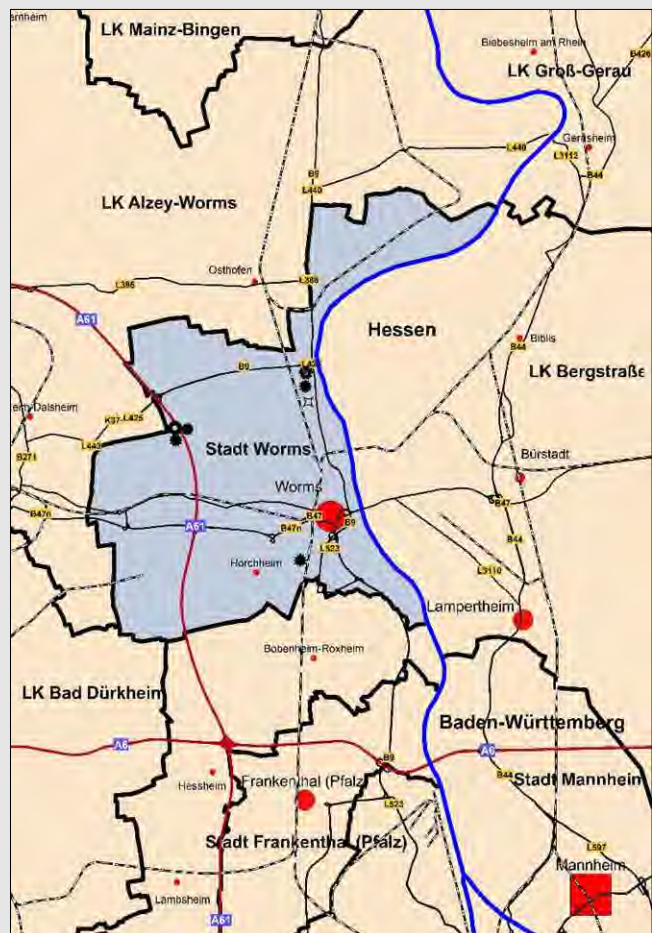 LK Mainz-Bingen
Biebesheim am Rhein
B426
LK Groß-Gerau
Gernsheim
L440
L3112
B9
L440
B44
LK Alzey-Worms
Osthofen
L386
L386
A61
Hessen
Biblis
B44
B9
LK Bergstraße
K37
L425
L442
B271
Stadt Worms
Bürstadt
Worms
B47
B47
B9
B47n
B47n
A61
L523
B44
Horchheim
L3110
Lampertheim
Bobenheim-Roxheim
LK Bad Dürkheim
Baden-Württemberg
A6
B9
A6
Hessheim
B44
Stadt Mannheim
Frankenthal (Pfalz)
L523
Stadt Frankenthal (Pfalz)
L597
Mannheim
Lambsheim
A61